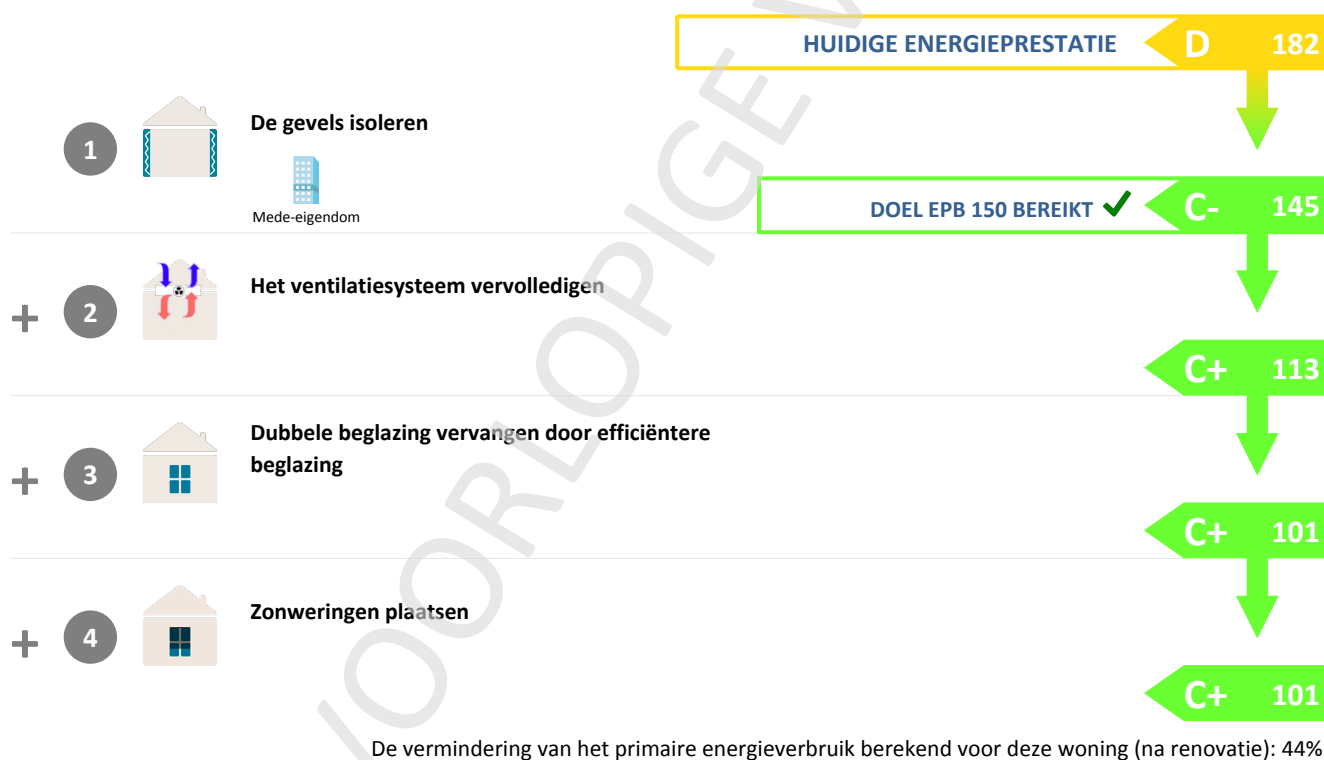 HUIDIGE ENERGIEPRESTATIE D 182
1 De gevels isoleren
Mede-eigendom
DOEL EPB 150 BEREIKT ✔ C- 145
+ 2 Het ventilatiesysteem vervolledigen
C+ 113
+ 3 Dubbele beglazing vervangen door efficiëntere
beglazing
C+ 101
+ 4 Zonweringen plaatsen
C+ 101
De vermindering van het primaire energieverbruik berekend voor deze woning (na renovatie): 44%
VOORLOPIGE V